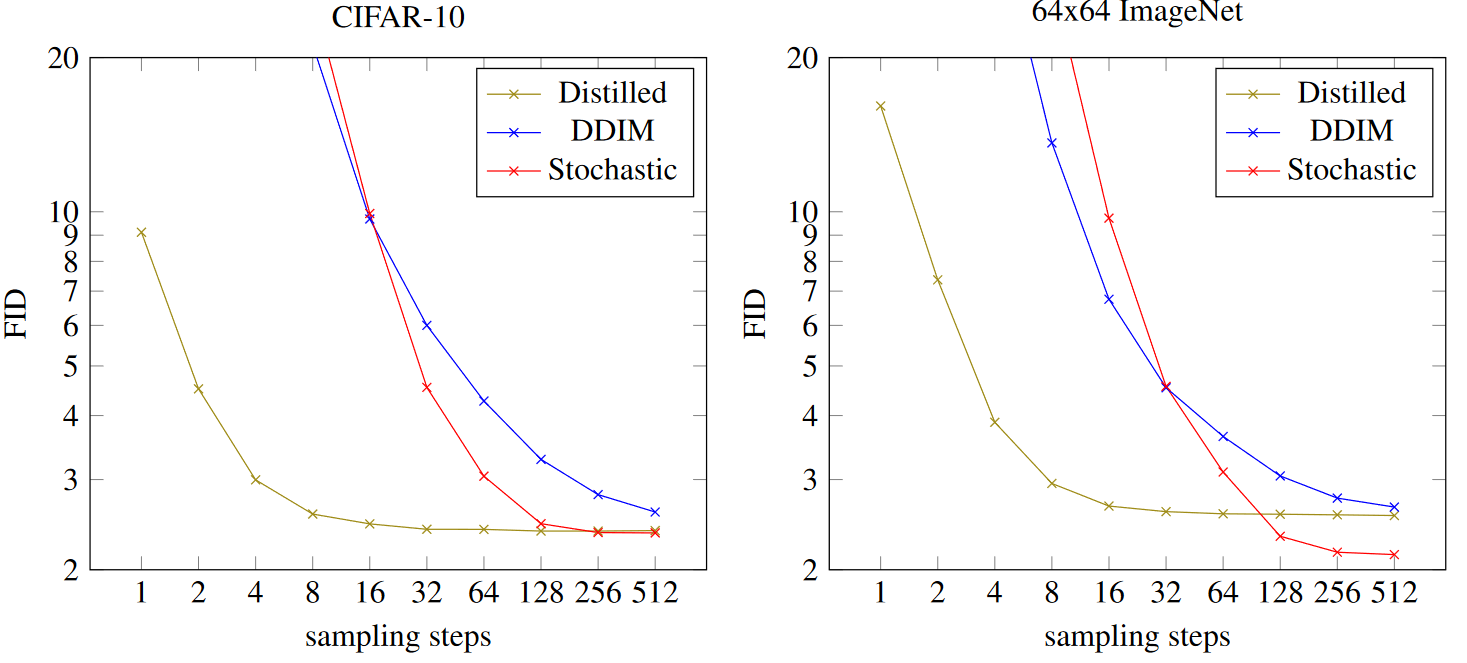 CIFAR-10
20
10
9
8
7
6
5
4
3
2
FID
Distilled
DDIM
Stochastic
1 2 4 8 16 32 64 128 256 512
sampling steps
64x64 ImageNet
20
10
9
8
7
6
5
4
3
2
FID
Distilled
DDIM
Stochastic
1 2 4 8 16 32 64 128 256 512
sampling steps